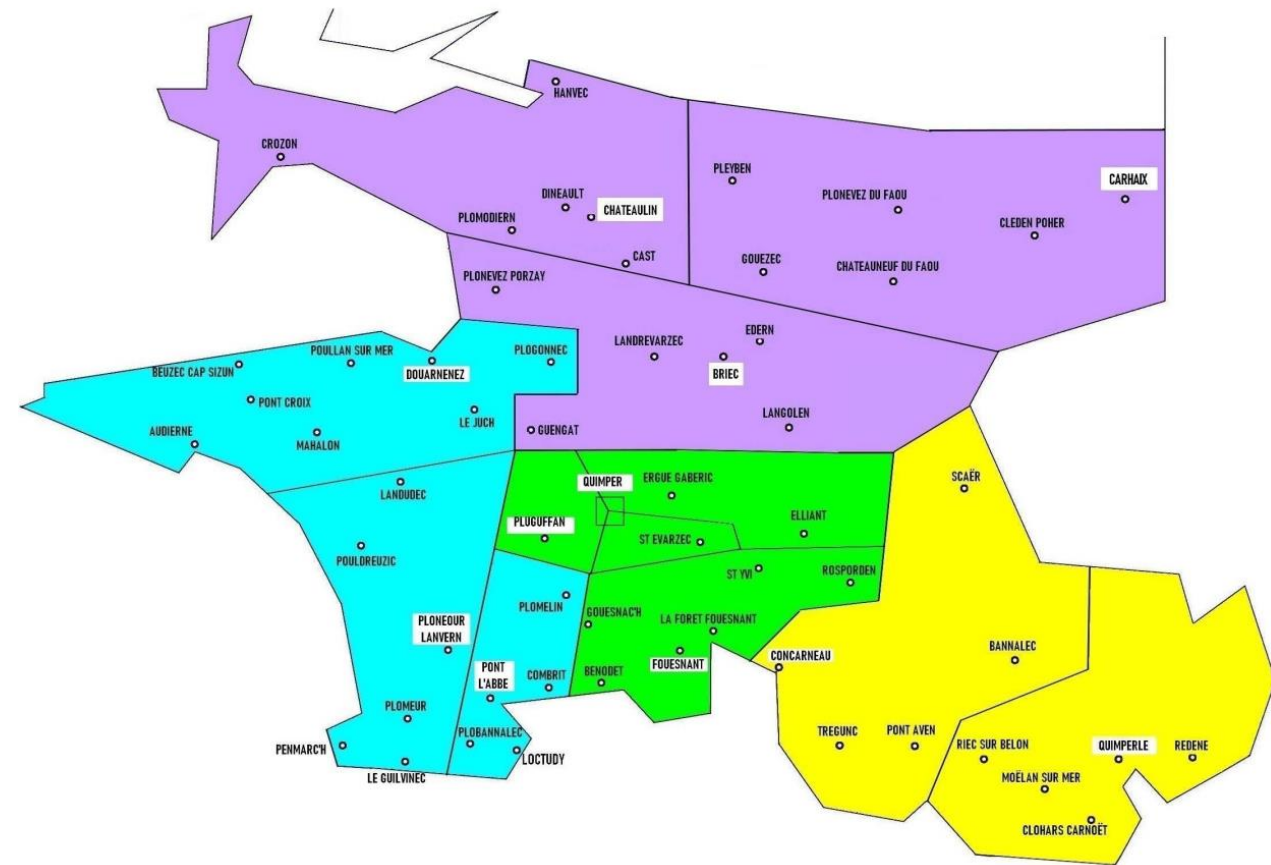 HANVEC
CROZON
PLEYBEN
CARHAIX
DINEAULT
PLONEVEZ DU FAOU
CHATEAULIN
PLOMODIERN
CLEDEN POHER
CAST
GOUEZEC
CHATEAUNEUF DU FAOU
PLONEVEZ PORZAY
EDERN
LANDREVARZEC
POULLAN SUR MER
PLOGONNEC
BEUZEC CAP SIZUN
DOUARNENEZ
BRIEC
PONT CROIX
LE JUCH
LANGOLEN
AUDIERNE
MAHALON
GUENGAT
SCAËR
ERGUE GABERIC
QUIMPER
LANDUDEC
ELLIANT
PLUGUFFAN
ST EVARZEC
POULDREUZIC
ST YVI
ROSPORDEN
PLOMELIN
GOUESNAC'H
LA FORET FOUESNANT
PLONEOUR
LANVERN
BANNALEC
CONCARNEAU
FOUESNANT
PONT
L'ABBE
COMBRIT
BENODET
PLOMEUR
TREGUNC
PONT AVEN
PLOBANNALEC
RIEC SUR BELON
QUIMPERLE
REDENE
PENMARC'H
LOCTUDY
LE GUILVINEC
MOËLAN SUR MER
CLOHARS CARNOËT